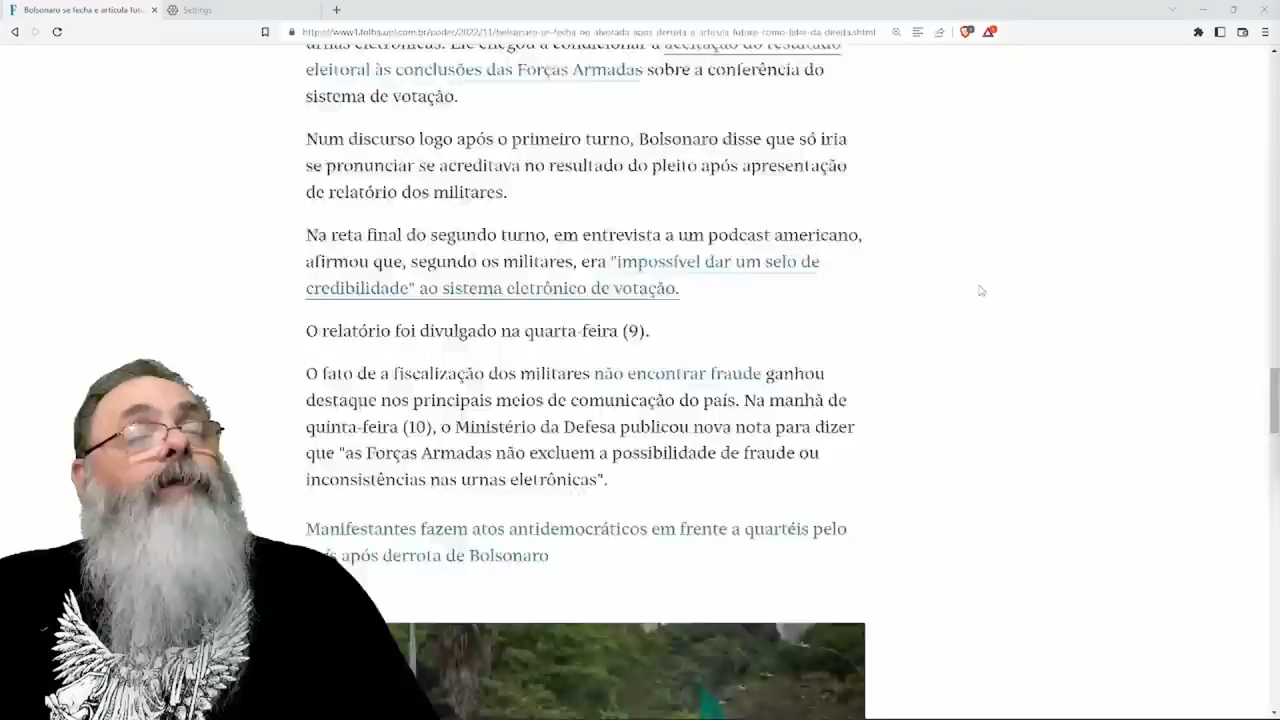 Bolsonaro se fecha e articula futu
Settings
https://www1.folha.uol.com.br/poder/2022/11/bolsonaro-se-fecha-no-alvorada-apos-derrota-e-articula-futuro-como-lider-da-direita.shtml
urnas eletrônicas. Ele chegou a condicionar a aceitação do resultado
eleitoral às conclusões das Forças Armadas sobre a conferência do
sistema de votação.
Num discurso logo após o primeiro turno, Bolsonaro disse que só iria
se pronunciar se acreditava no resultado do pleito após apresentação
de relatório dos militares.
Na reta final do segundo turno, em entrevista a um podcast americano,
afirmou que, segundo os militares, era "impossível dar um selo de
credibilidade" ao sistema eletrônico de votação.
O relatório foi divulgado na quarta-feira (9).
O fato de a fiscalização dos militares não encontrar fraude ganhou
destaque nos principais meios de comunicação do país. Na manhã de
quinta-feira (10), o Ministério da Defesa publicou nova nota para dizer
que "as Forças Armadas não excluem a possibilidade de fraude ou
inconsistências nas urnas eletrônicas".
Manifestantes fazem atos antidemocráticos em frente a quartéis pelo
após derrota de Bolsonaro